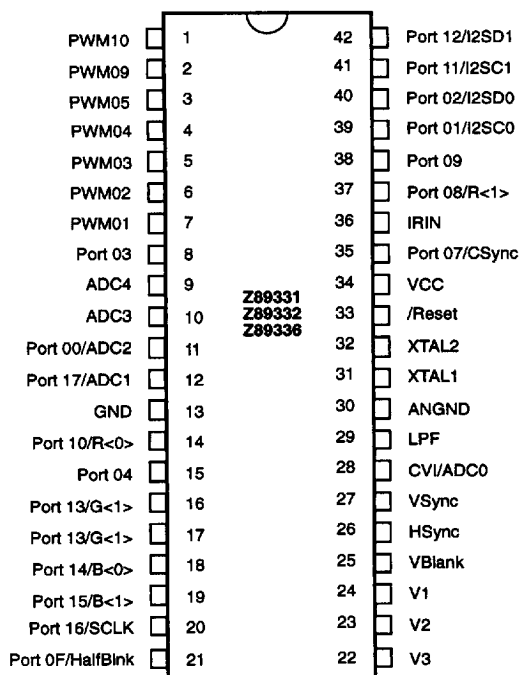 PWM10 1 42 Port 12/I2SD1
PWM09 2 41 Port 11/I2SC1
PWM05 3 40 Port 02/I2SD0
PWM04 4 39 Port 01/I2SC0
PWM03 5 38 Port 09
PWM02 6 37 Port 08/R<1>
PWM01 7 36 IRIN
Port 03 8 35 Port 07/CSync
ADC4 9 34 VCC
Z89331
ADC3 10 Z89332 33 /Reset
Z89336
Port 00/ADC2 11 32 XTAL2
Port 17/ADC1 12 31 XTAL1
GND 13 30 ANGND
Port 10/R<0> 14 29 LPF
Port 04 15 28 CVI/ADC0
Port 13/G<1> 16 27 VSync
Port 13/G<1> 17 26 HSync
Port 14/B<0> 18 25 VBlank
Port 15/B<1> 19 24 V1
Port 16/SCLK 20 23 V2
Port 0F/HalfBlnk 21 22 V3